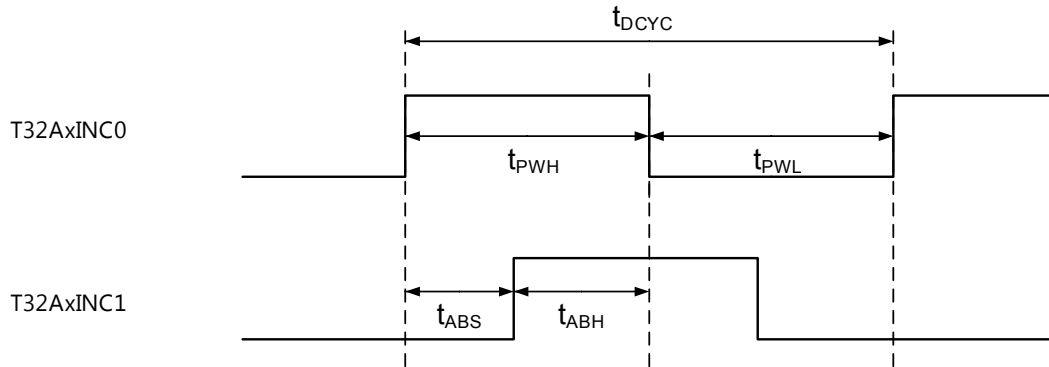 tDCYC
T32AxINC0
tPWH tPWL
T32AxINC1
tABS tABH